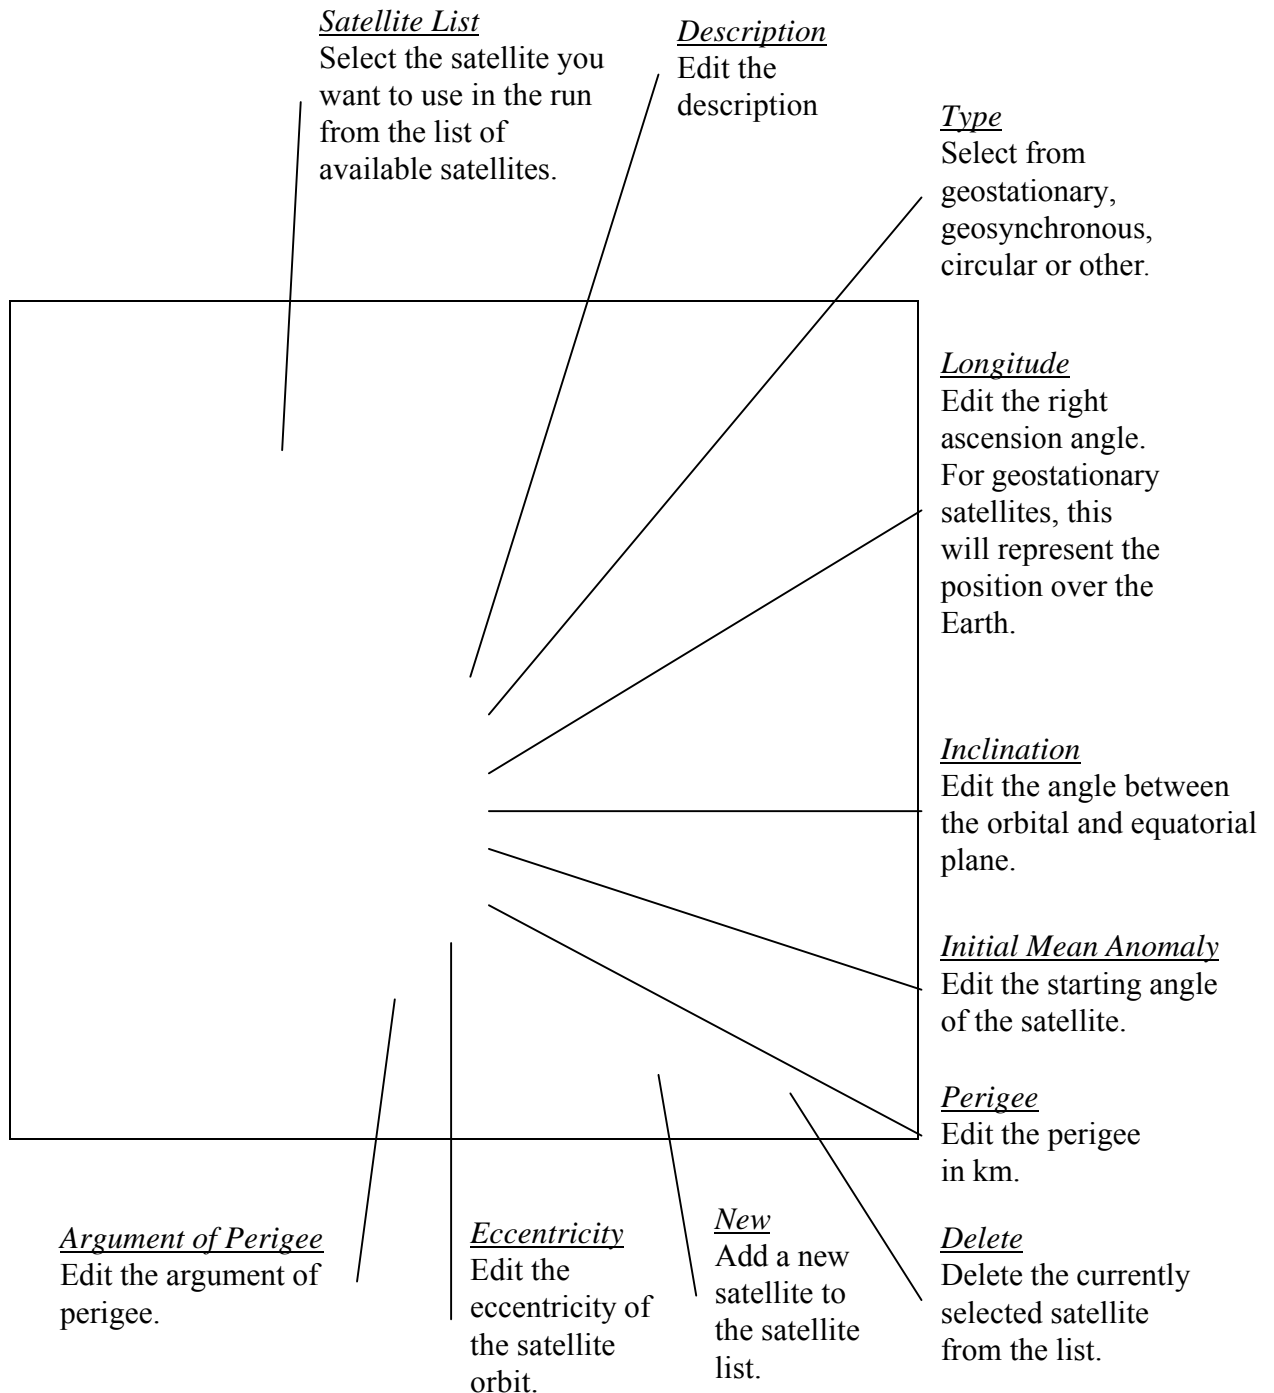 Satellite List
Select the satellite you
want to use in the run
from the list of
available satellites.
Description
Edit the
description
Type
Select from
geostationary,
geosynchronous,
circular or other.
Longitude
Edit the right
ascension angle.
For geostationary
satellites, this
will represent the
position over the
Earth.
Inclination
Edit the angle between
the orbital and equatorial
plane.
Initial Mean Anomaly
Edit the starting angle
of the satellite.
Perigee
Edit the perigee
in km.
Argument of Perigee
Edit the argument of
perigee.
Eccentricity
Edit the
eccentricity of
the satellite
orbit.
New
Add a new
satellite to
the satellite
list.
Delete
Delete the currently
selected satellite
from the list.